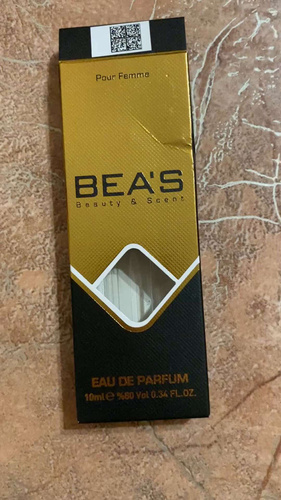 Pour Femme
BEA'S
Beauty & Scent
EAU DE PARFUM
10ml ℮ %80 Vol 0.34 FL.OZ.